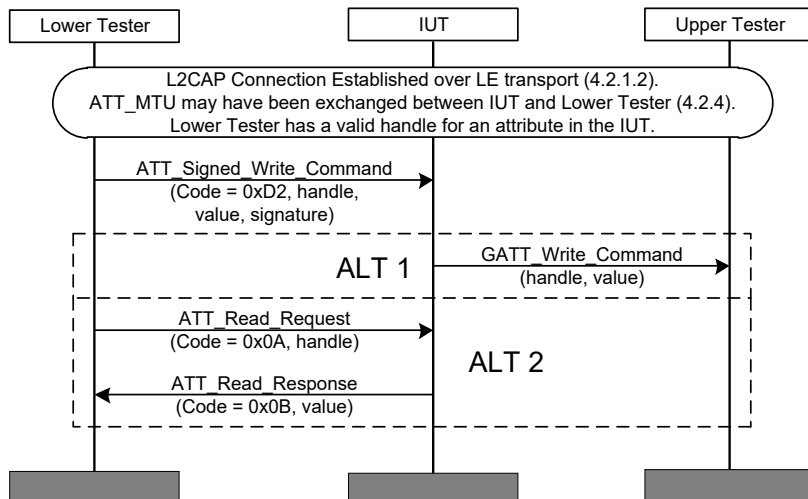 Lower Tester
IUT
Upper Tester
L2CAP Connection Established over LE transport (4.2.1.2).
ATT_MTU may have been exchanged between IUT and Lower Tester (4.2.4).
Lower Tester has a valid handle for an attribute in the IUT.
ATT_Signed_Write_Command
(Code = 0xD2, handle,
value, signature)
ALT 1
GATT_Write_Command
(handle, value)
ATT_Read_Request
(Code = 0x0A, handle)
ALT 2
ATT_Read_Response
(Code = 0x0B, value)